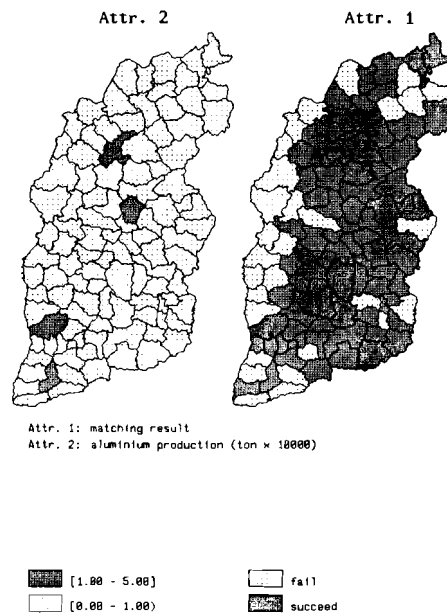 Attr. 2
Attr. 1
Attr. 1: matching result
Attr. 2: aluminium production (ton × 10000)
[1.00 - 5.00]
[0.00 - 1.00)
fail
succeed